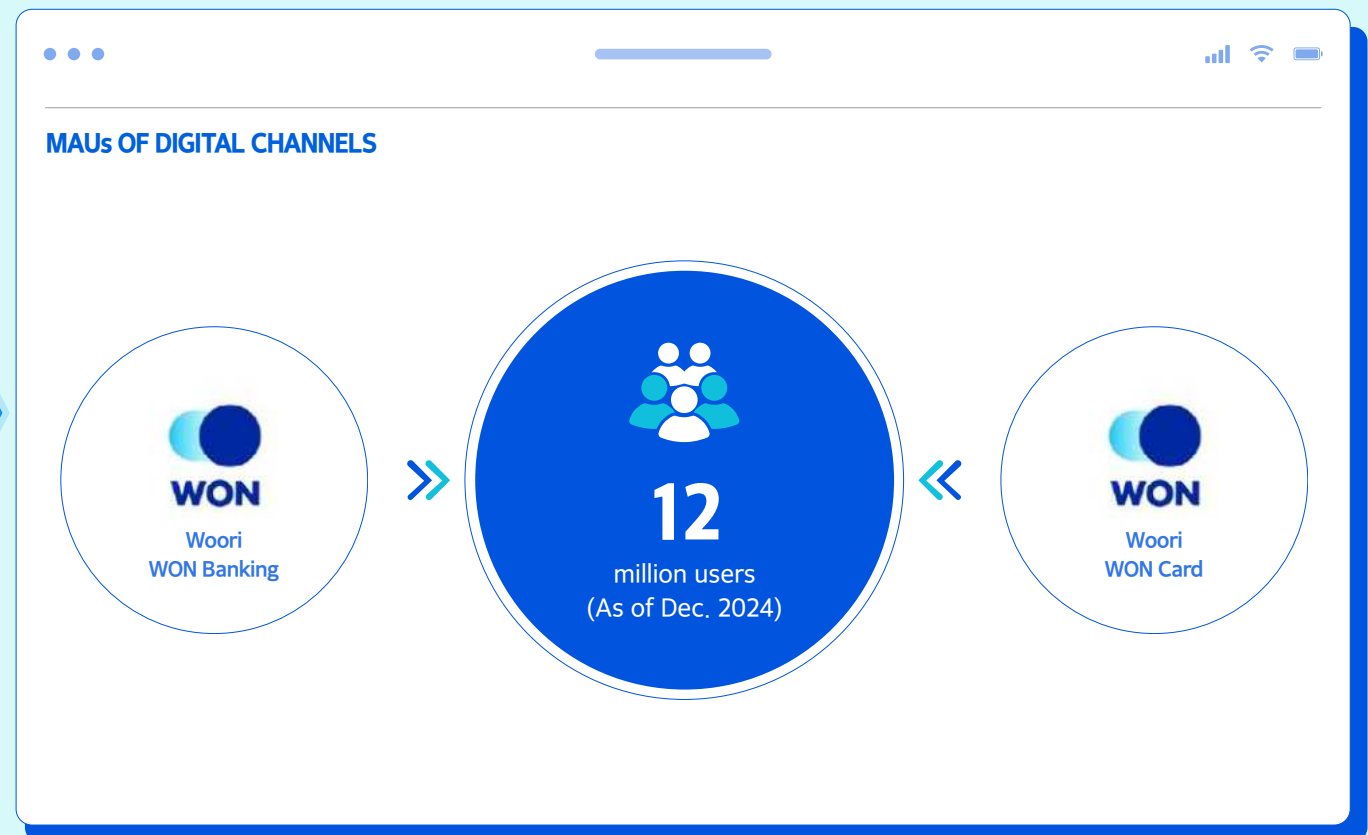 MAUs OF DIGITAL CHANNELS
WON
Woori
WON Banking
12
million users
(As of Dec. 2024)
WON
Woori
WON Card